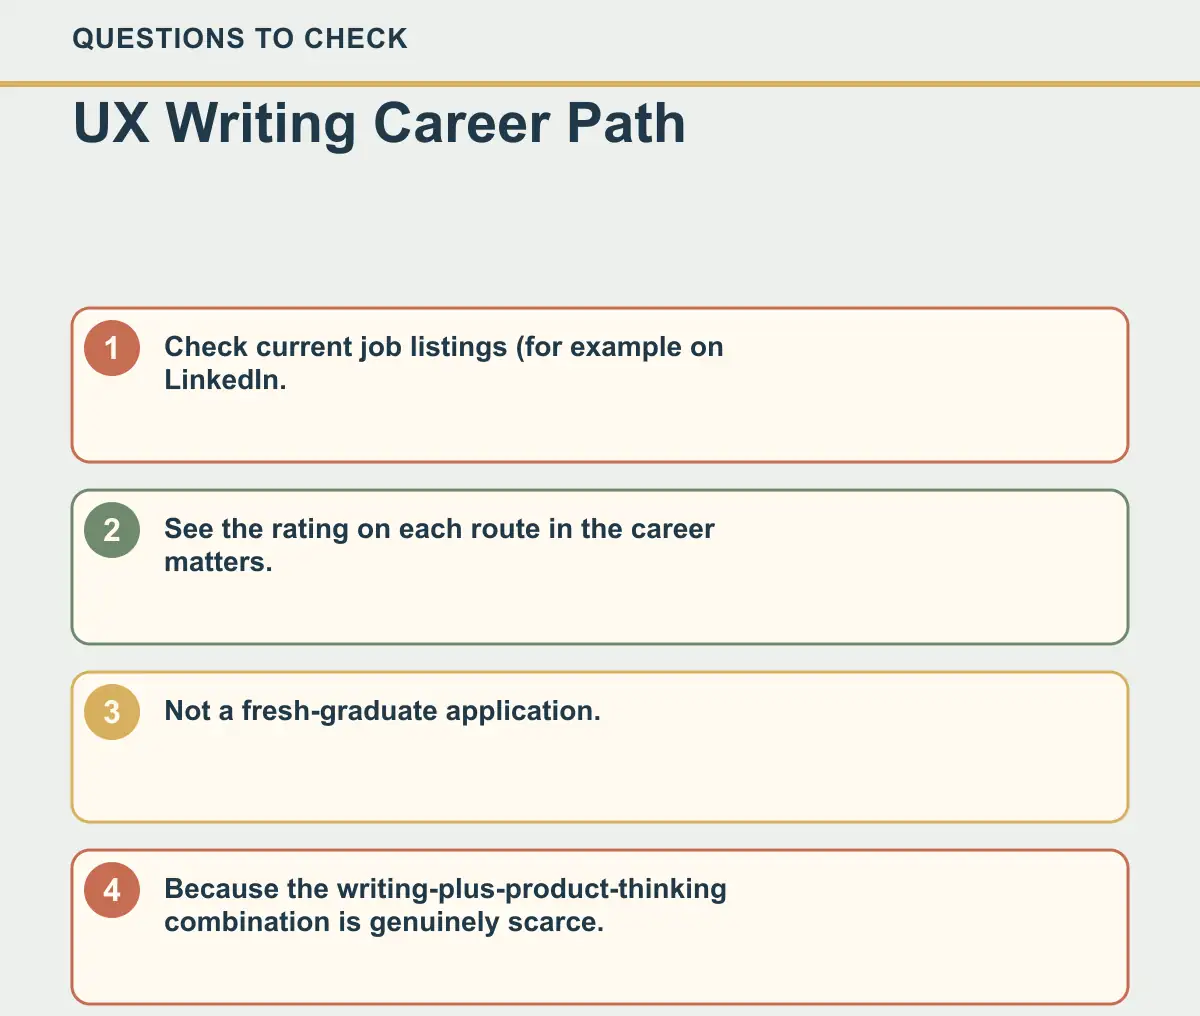 QUESTIONS TO CHECK
UX Writing Career Path
1
Check current job listings (for example on
LinkedIn.
2
See the rating on each route in the career
matters.
3
Not a fresh-graduate application.
4
Because the writing-plus-product-thinking
combination is genuinely scarce.